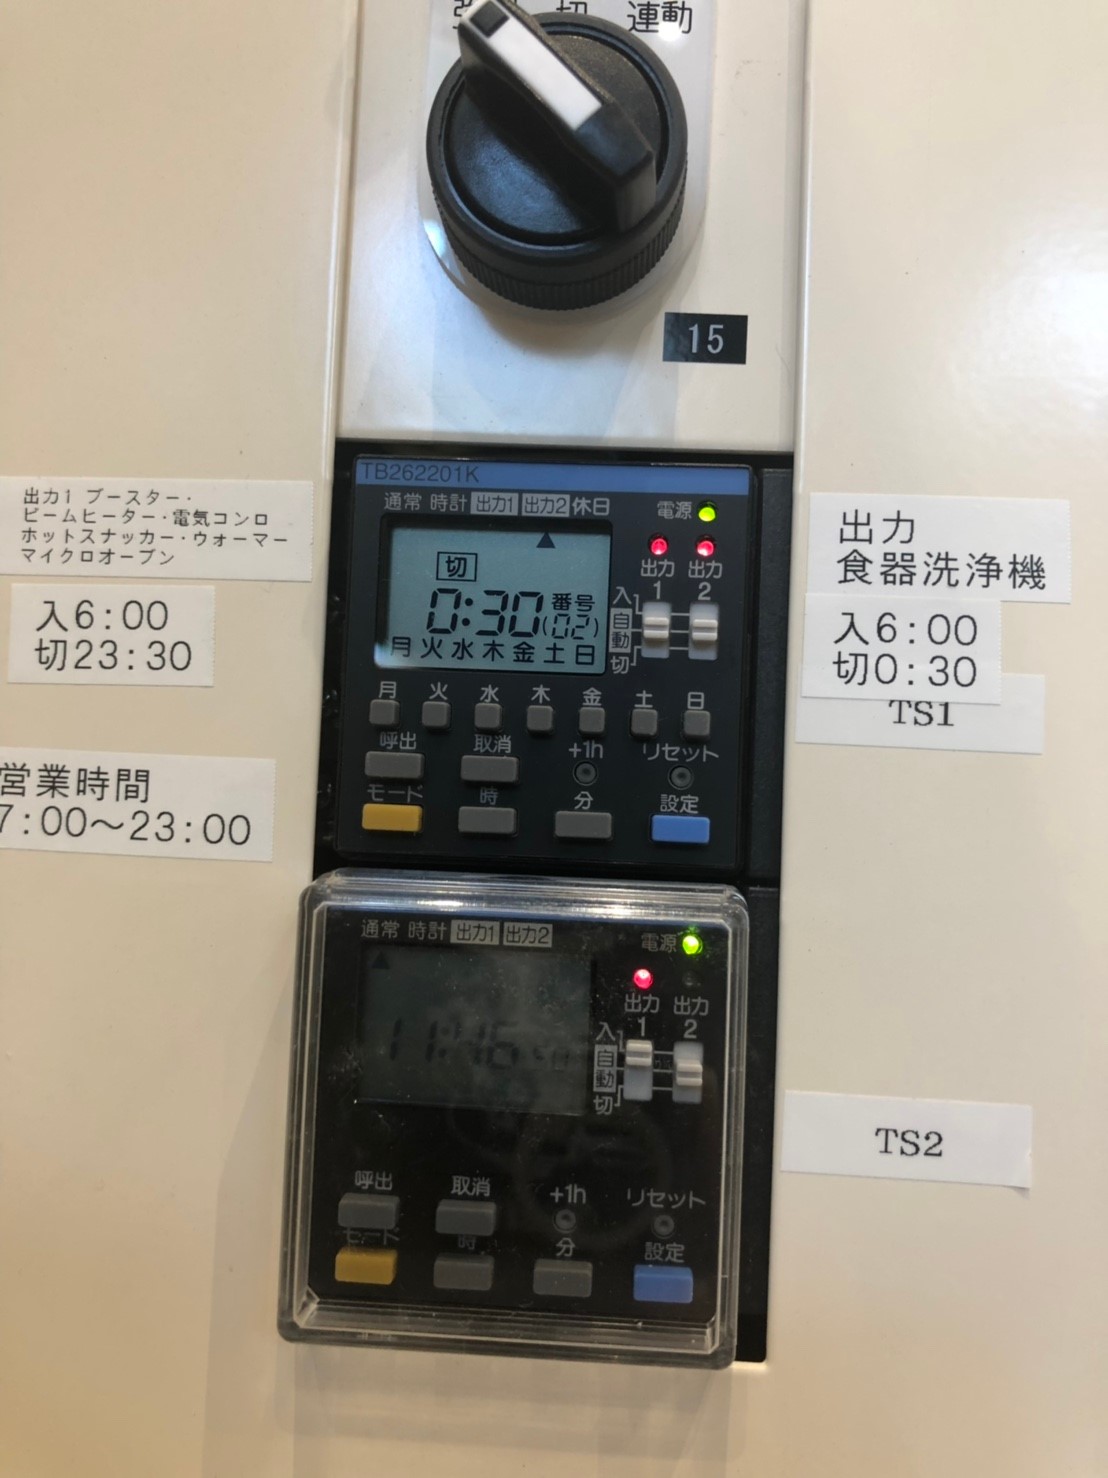 切 連動
15
TB262201K
通常 時計 出力1 出力2 休日
電源
切
0:30 番号
(02)
月火水木金土日
出力 出力
1 2
入
自動
切
月 火 水 木 金 土 日
呼出 取消 +1h リセット
モード 時 分 設定
出力1 ブースター・
ビームヒーター・電気コンロ
ホットスナッカー・ウォーマー
マイクロオーブン
入6:00
切23:30
営業時間
7:00～23:00
出力
食器洗浄機
入6:00
切0:30
TS1
通常 時計 出力1 出力2
電源
11:46
出力 出力
1 2
入
自動
切
呼出 取消 +1h リセット
モード 時 分 設定
TS2